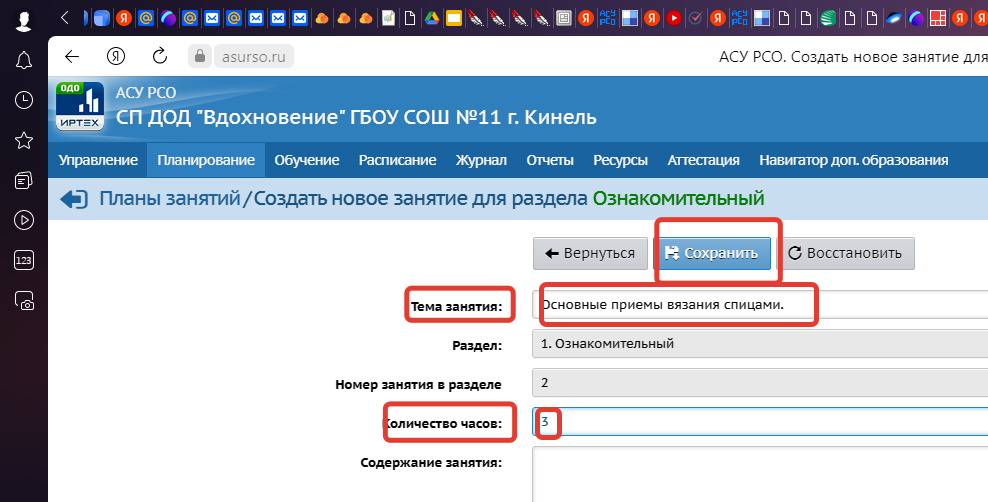 asurso.ru
АСУ РСО. Создать новое занятие для
одо
ИРТЕХ
АСУ РСО
СП ДОД "Вдохновение" ГБОУ СОШ №11 г. Кинель
Управление Планирование Обучение Расписание Журнал Отчеты Ресурсы Аттестация Навигатор доп. образования
Планы занятий/Создать новое занятие для раздела Ознакомительный
Вернуться Сохранить Восстановить
Тема занятия: Основные приемы вязания спицами.
Раздел: 1. Ознакомительный
Номер занятия в разделе 2
Количество часов: 3
123
Содержание занятия: